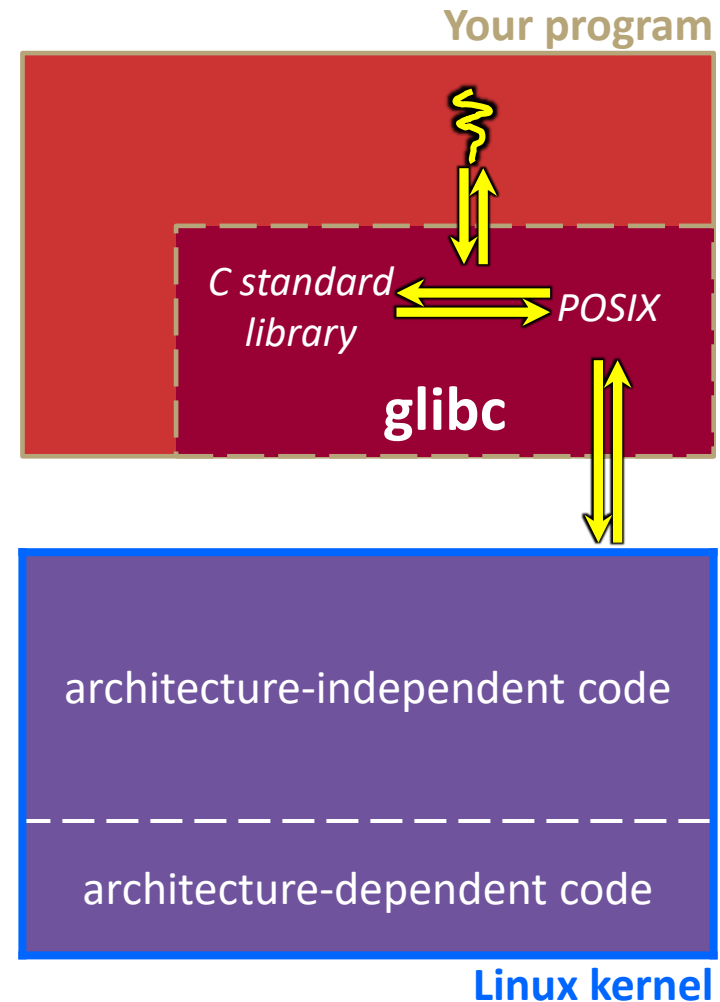 Your program
C standard
library
POSIX
glibc
architecture-independent code
architecture-dependent code
Linux kernel